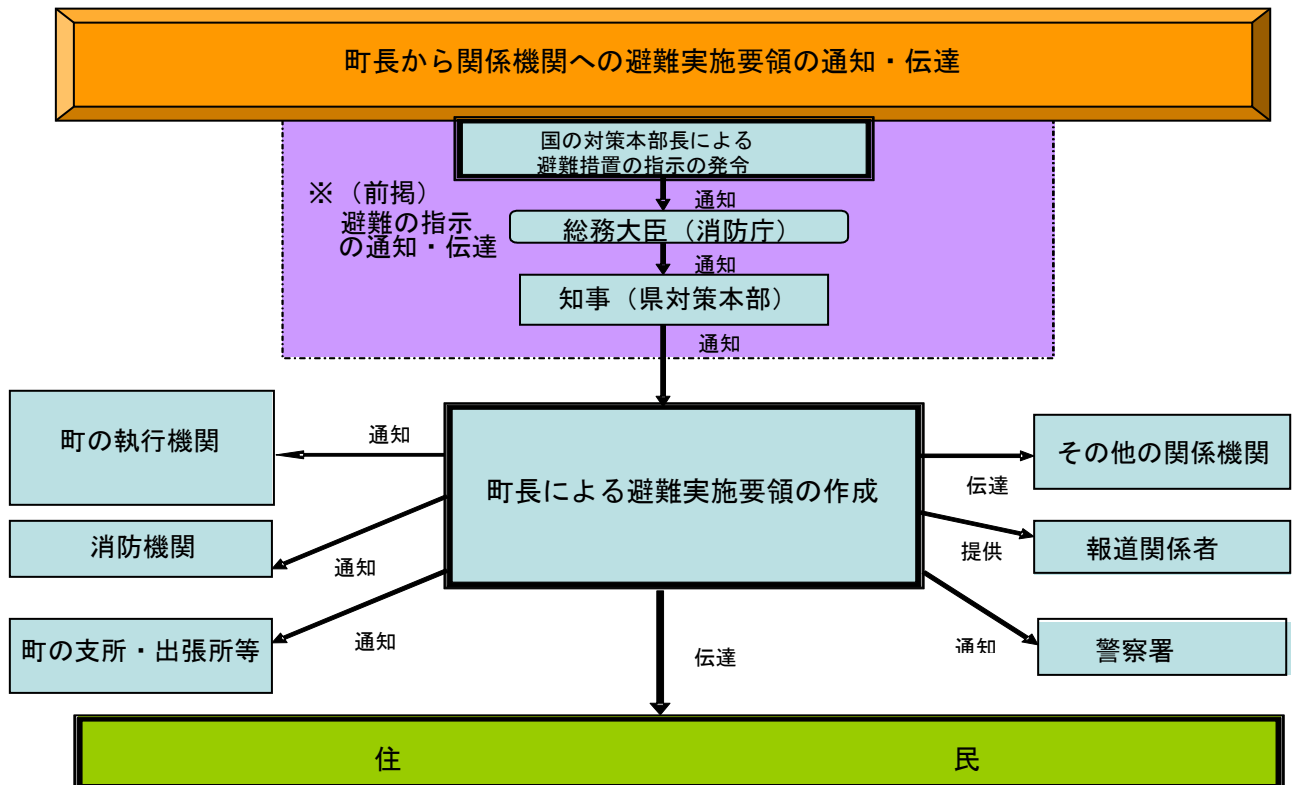 町長から関係機関への避難実施要領の通知・伝達
国の対策本部長による
避難措置の指示の発令
※（前掲）
避難の指示
の通知・伝達
通知
総務大臣（消防庁）
通知
知事（県対策本部）
通知
町の執行機関
通知
町長による避難実施要領の作成
その他の関係機関
伝達
消防機関
通知
報道関係者
提供
町の支所・出張所等
通知
伝達
通知
警察署
住　民